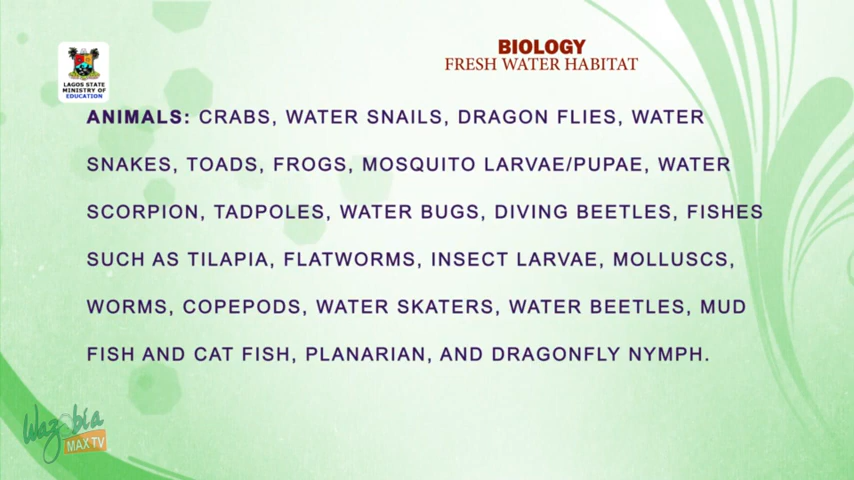 BIOLOGY
FRESH WATER HABITAT
LAGOS STATE
MINISTRY OF
EDUCATION
ANIMALS: CRABS, WATER SNAILS, DRAGON FLIES, WATER
SNAKES, TOADS, FROGS, MOSQUITO LARVAE/PUPAE, WATER
SCORPION, TADPOLES, WATER BUGS, DIVING BEETLES, FISHES
SUCH AS TILAPIA, FLATWORMS, INSECT LARVAE, MOLLUSCS,
WORMS, COPEPODS, WATER SKATERS, WATER BEETLES, MUD
FISH AND CAT FISH, PLANARIAN, AND DRAGONFLY NYMPH.
Wazobia
MAX TV